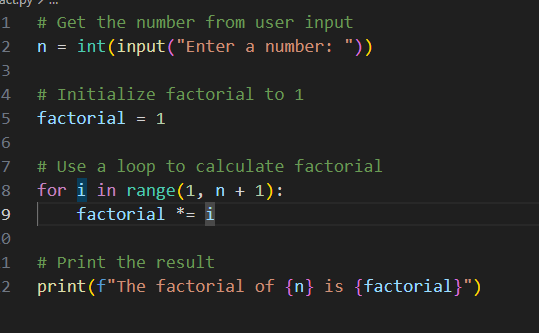 act.py > ...
1 # Get the number from user input
2 n = int(input("Enter a number: "))
3
4 # Initialize factorial to 1
5 factorial = 1
6
7 # Use a loop to calculate factorial
8 for i in range(1, n + 1):
9     factorial *= i
0
1 # Print the result
2 print(f"The factorial of {n} is {factorial}")